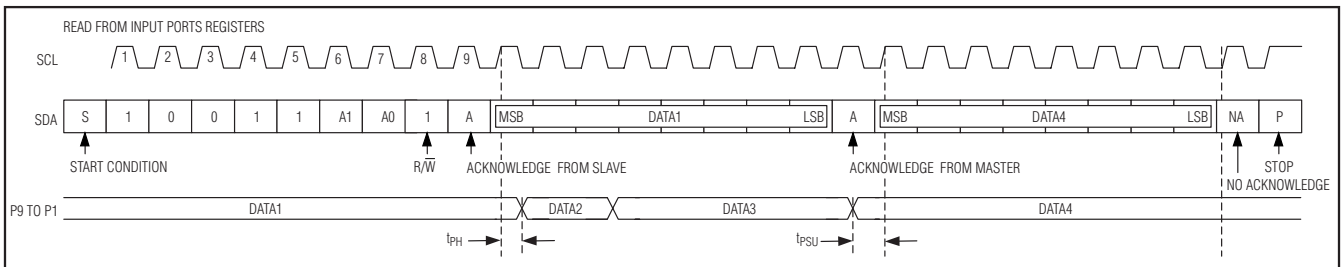 READ FROM INPUT PORTS REGISTERS
SCL 1 2 3 4 5 6 7 8 9
SDA S 1 0 0 1 1 A1 A0 1 A MSB DATA1 LSB A MSB DATA4 LSB NA P
START CONDITION R/W̅ ACKNOWLEDGE FROM SLAVE ACKNOWLEDGE FROM MASTER STOP
NO ACKNOWLEDGE
P9 TO P1 DATA1 DATA2 DATA3 DATA4
tPH tPSU